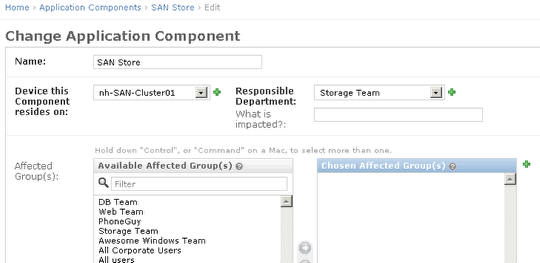 Home › Application Components › SAN Store › Edit
Change Application Component
Name: SAN Store
Device this Component resides on: nh-SAN-Cluster01 Responsible Department: Storage Team
What is impacted?:
Hold down "Control", or "Command" on a Mac, to select more than one.
Affected Group(s): Available Affected Group(s) Chosen Affected Group(s)
Filter
DB Team
Web Team
PhoneGuy
Storage Team
Awesome Windows Team
All Corporate Users
All users